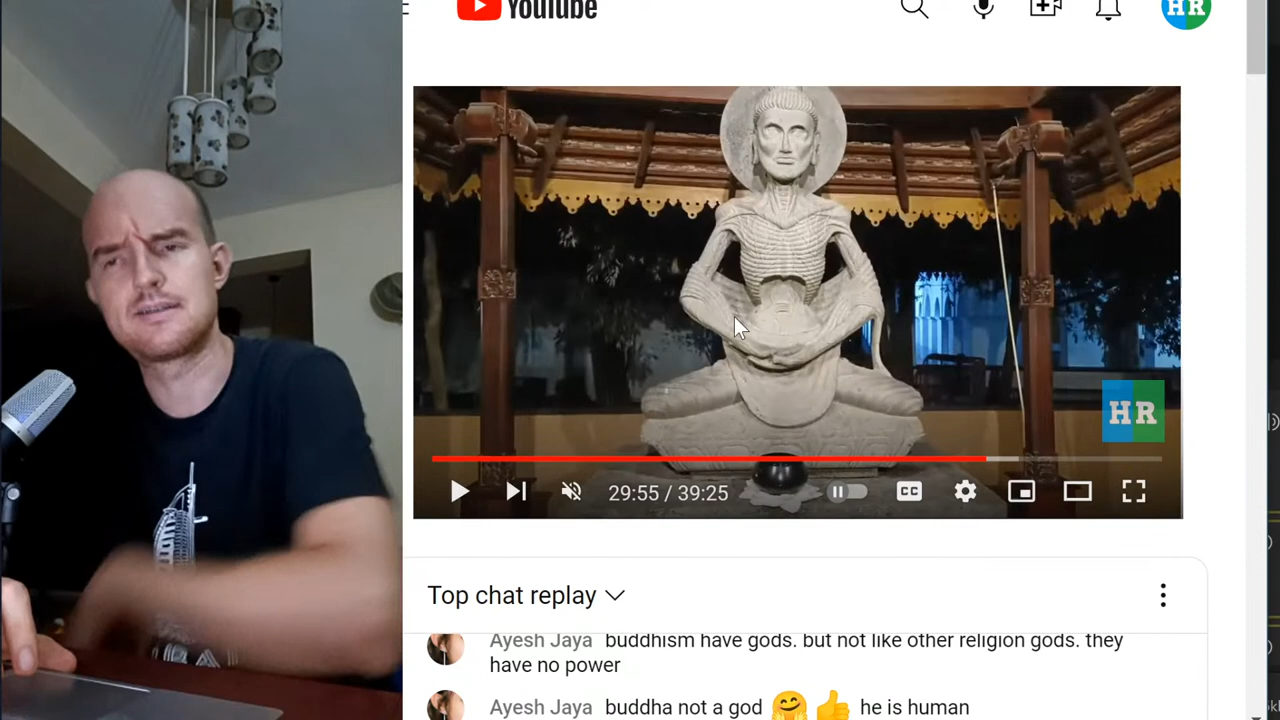 YouTube
HR
HR
29:55 / 39:25
CC
Top chat replay
Ayesh Jaya buddhism have gods. but not like other religion gods. they
have no power
Ayesh Jaya buddha not a god 🤗👍 he is human